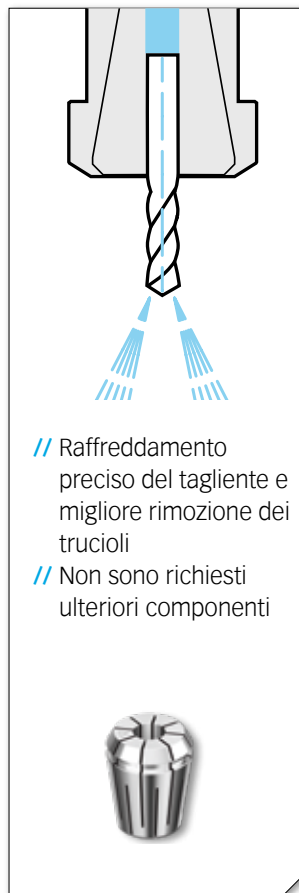 // Raffreddamento
preciso del tagliente e
migliore rimozione dei
trucioli
// Non sono richiesti
ulteriori componenti